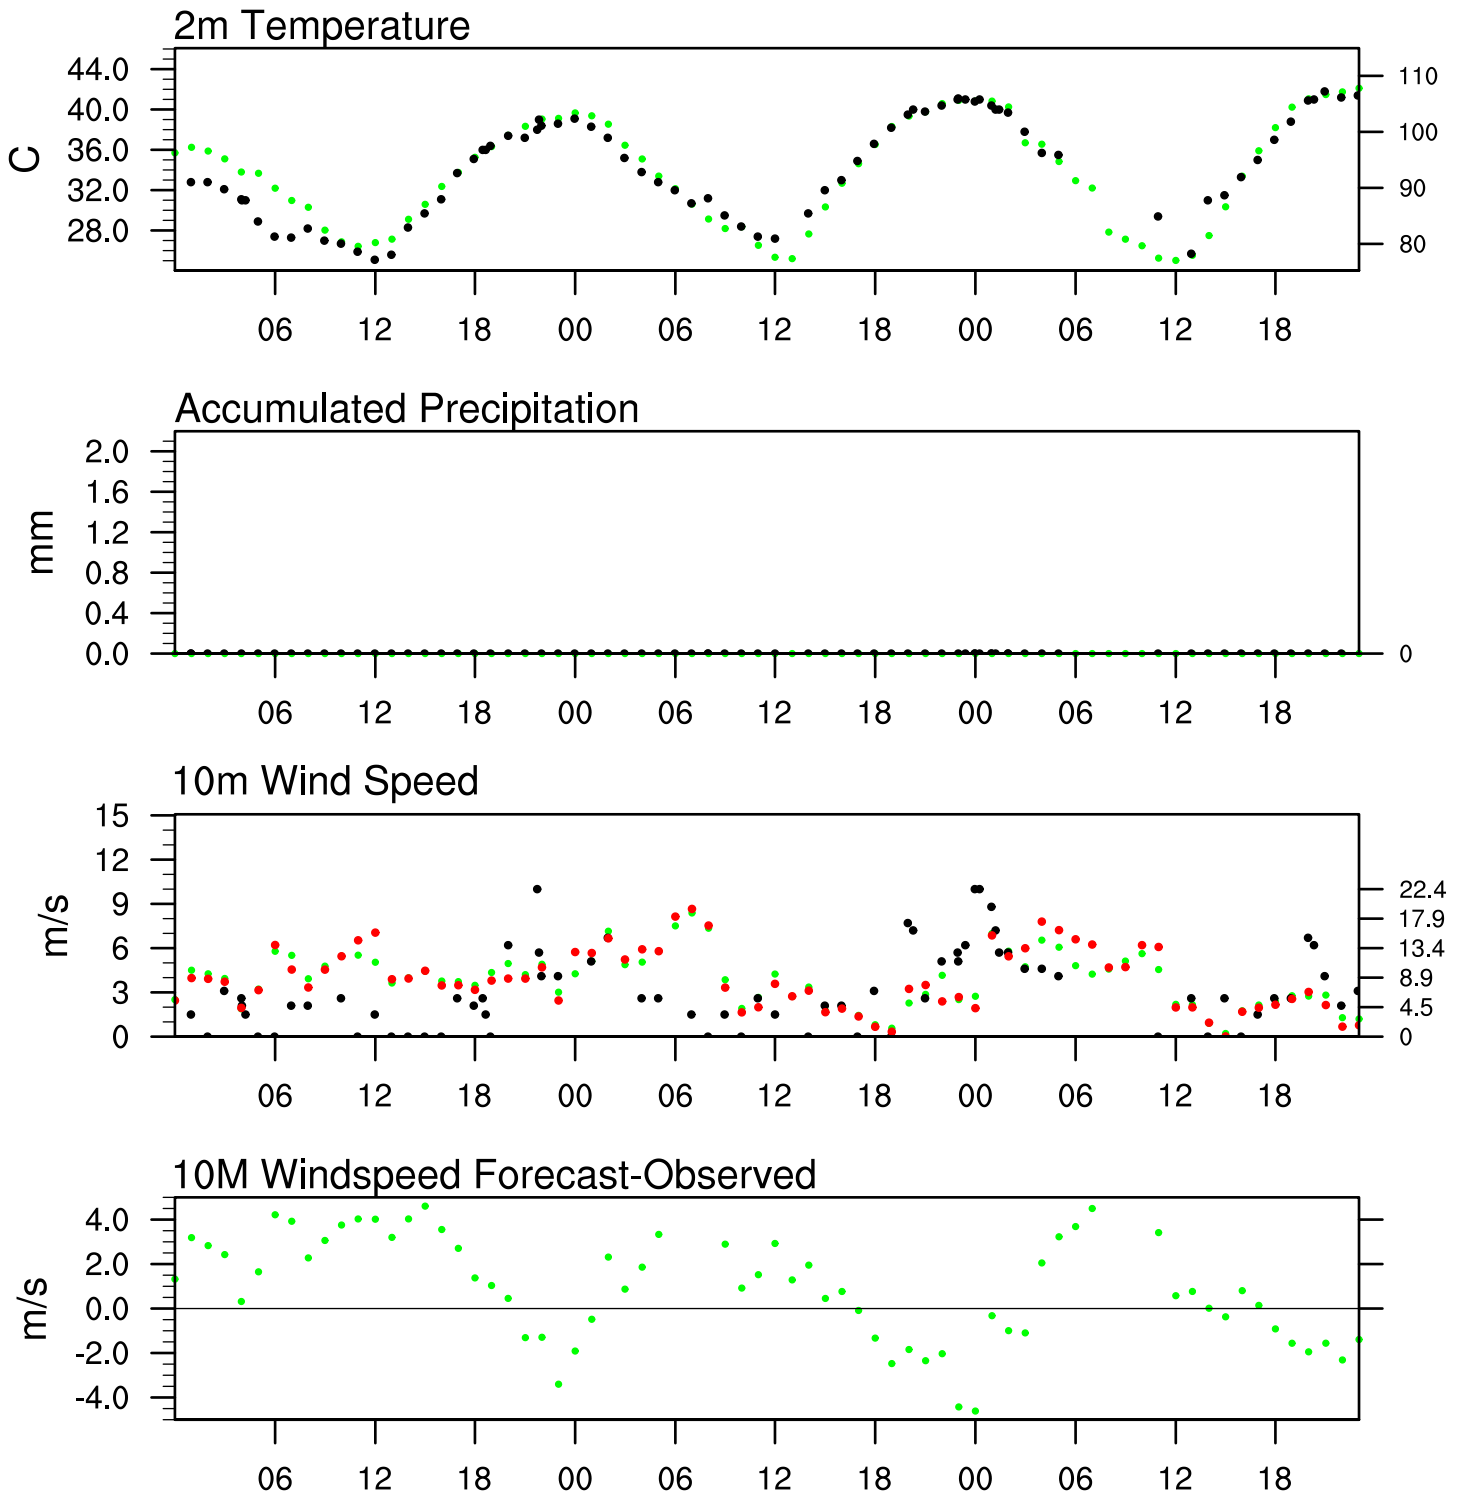 2m Temperature
44.0
40.0
36.0
32.0
28.0
C
110
100
90
80
06 12 18 00 06 12 18 00 06 12 18
Accumulated Precipitation
2.0
1.6
1.2
0.8
0.4
0.0
mm
0
06 12 18 00 06 12 18 00 06 12 18
10m Wind Speed
15
12
9
6
3
0
m/s
22.4
17.9
13.4
8.9
4.5
0
06 12 18 00 06 12 18 00 06 12 18
10M Windspeed Forecast-Observed
4.0
2.0
0.0
-2.0
-4.0
m/s
06 12 18 00 06 12 18 00 06 12 18